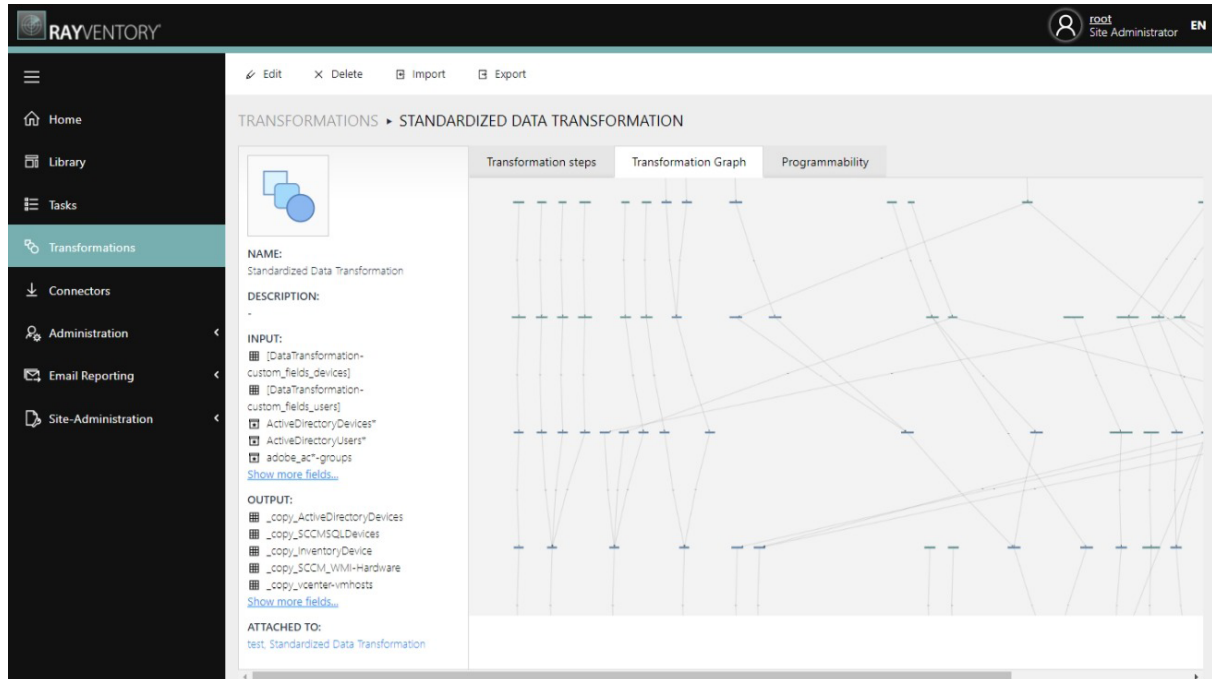 RAYVENTORY
root
Site Administrator
EN
Edit
Delete
Import
Export
Home
Library
Tasks
Transformations
Connectors
Administration
Email Reporting
Site-Administration
TRANSFORMATIONS ▸ STANDARDIZED DATA TRANSFORMATION
Transformation steps
Transformation Graph
Programmability
NAME:
Standardized Data Transformation
DESCRIPTION:
-
INPUT:
[DataTransformation-
custom_fields_devices]
[DataTransformation-
custom_fields_users]
ActiveDirectoryDevices*
ActiveDirectoryUsers*
adobe_ac*-groups
Show more fields...
OUTPUT:
_copy_ActiveDirectoryDevices
_copy_SCCMSQLDevices
_copy_InventoryDevice
_copy_SCCM_WMI-Hardware
_copy_vcenter-vmhosts
Show more fields...
ATTACHED TO:
test, Standardized Data Transformation